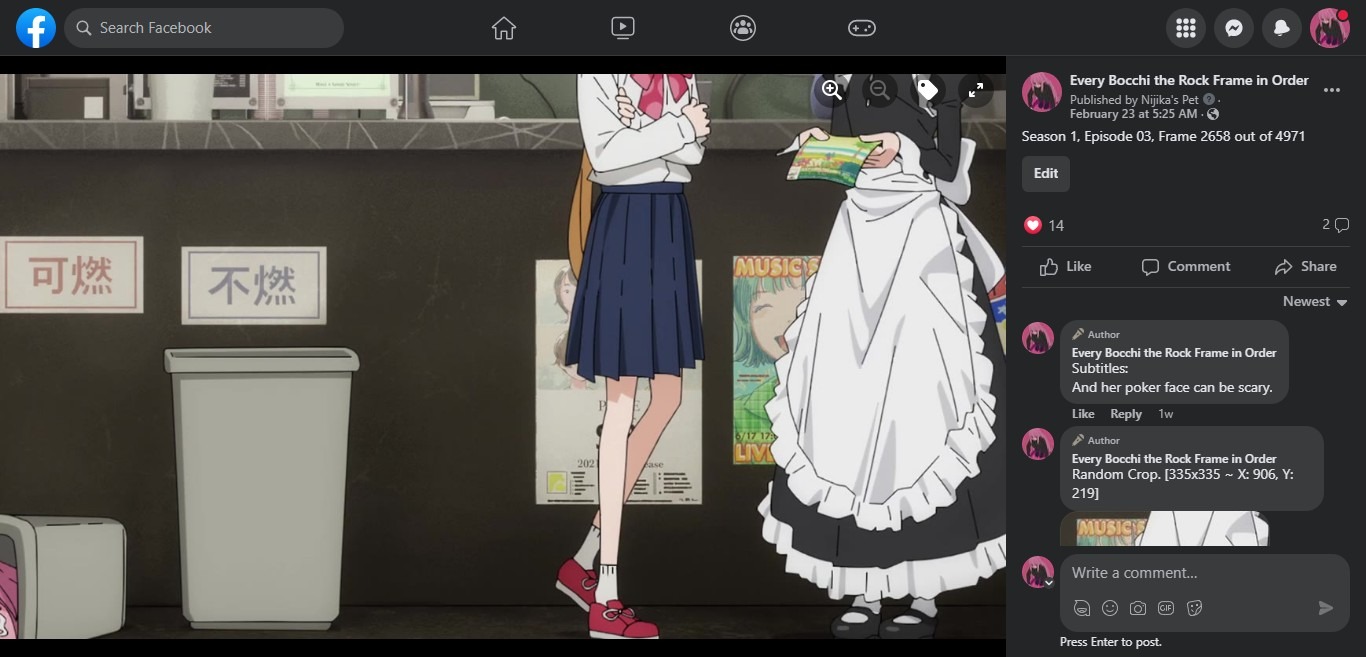 Search Facebook
Every Bocchi the Rock Frame in Order
Published by Nijika's Pet ·
February 23 at 5:25 AM ·
Season 1, Episode 03, Frame 2658 out of 4971
Edit
14
2
Like Comment Share
Newest
Author
Every Bocchi the Rock Frame in Order
Subtitles:
And her poker face can be scary.
Like Reply 1w
Author
Every Bocchi the Rock Frame in Order
Random Crop. [335x335 ~ X: 906, Y:
219]
MUSIC S
Write a comment...
GIF
Press Enter to post.
可燃
不燃
MUSIC S
6/17 17:
LIV
2021